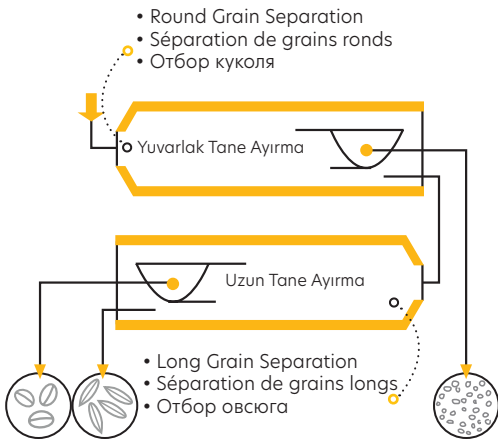 • Round Grain Separation
• Séparation de grains ronds
• Отбор куколя
Yuvarlak Tane Ayırma
Uzun Tane Ayırma
• Long Grain Separation
• Séparation de grains longs
• Отбор овсюга